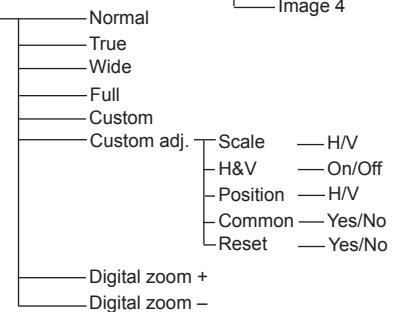 Image 4
Normal
True
Wide
Full
Custom
Custom adj. Scale H/V
H&V On/Off
Position H/V
Common Yes/No
Reset Yes/No
Digital zoom +
Digital zoom –